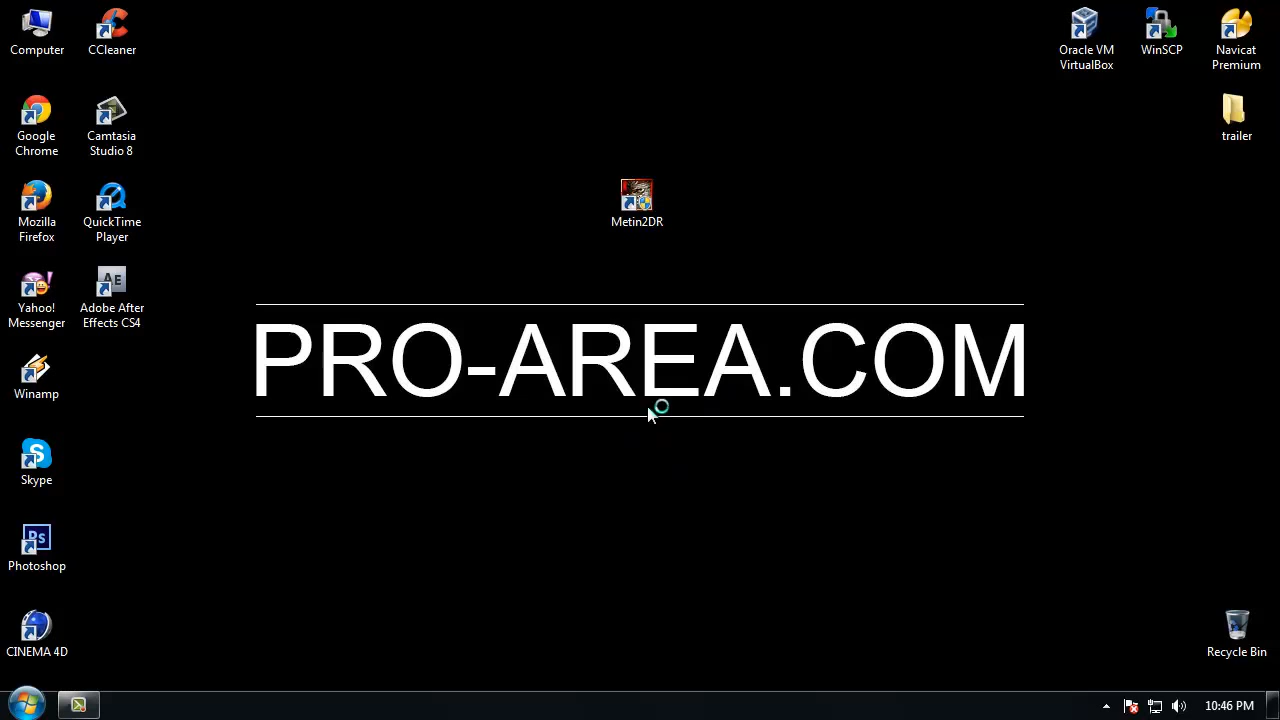 Computer
CCleaner
Oracle VM
VirtualBox
WinSCP
Navicat
Premium
Google
Chrome
Camtasia
Studio 8
trailer
Mozilla
Firefox
QuickTime
Player
Metin2DR
Yahoo!
Messenger
AE
Adobe After
Effects CS4
PRO-AREA.COM
Winamp
S
Skype
Ps
Photoshop
CINEMA 4D
Recycle Bin
10:46 PM